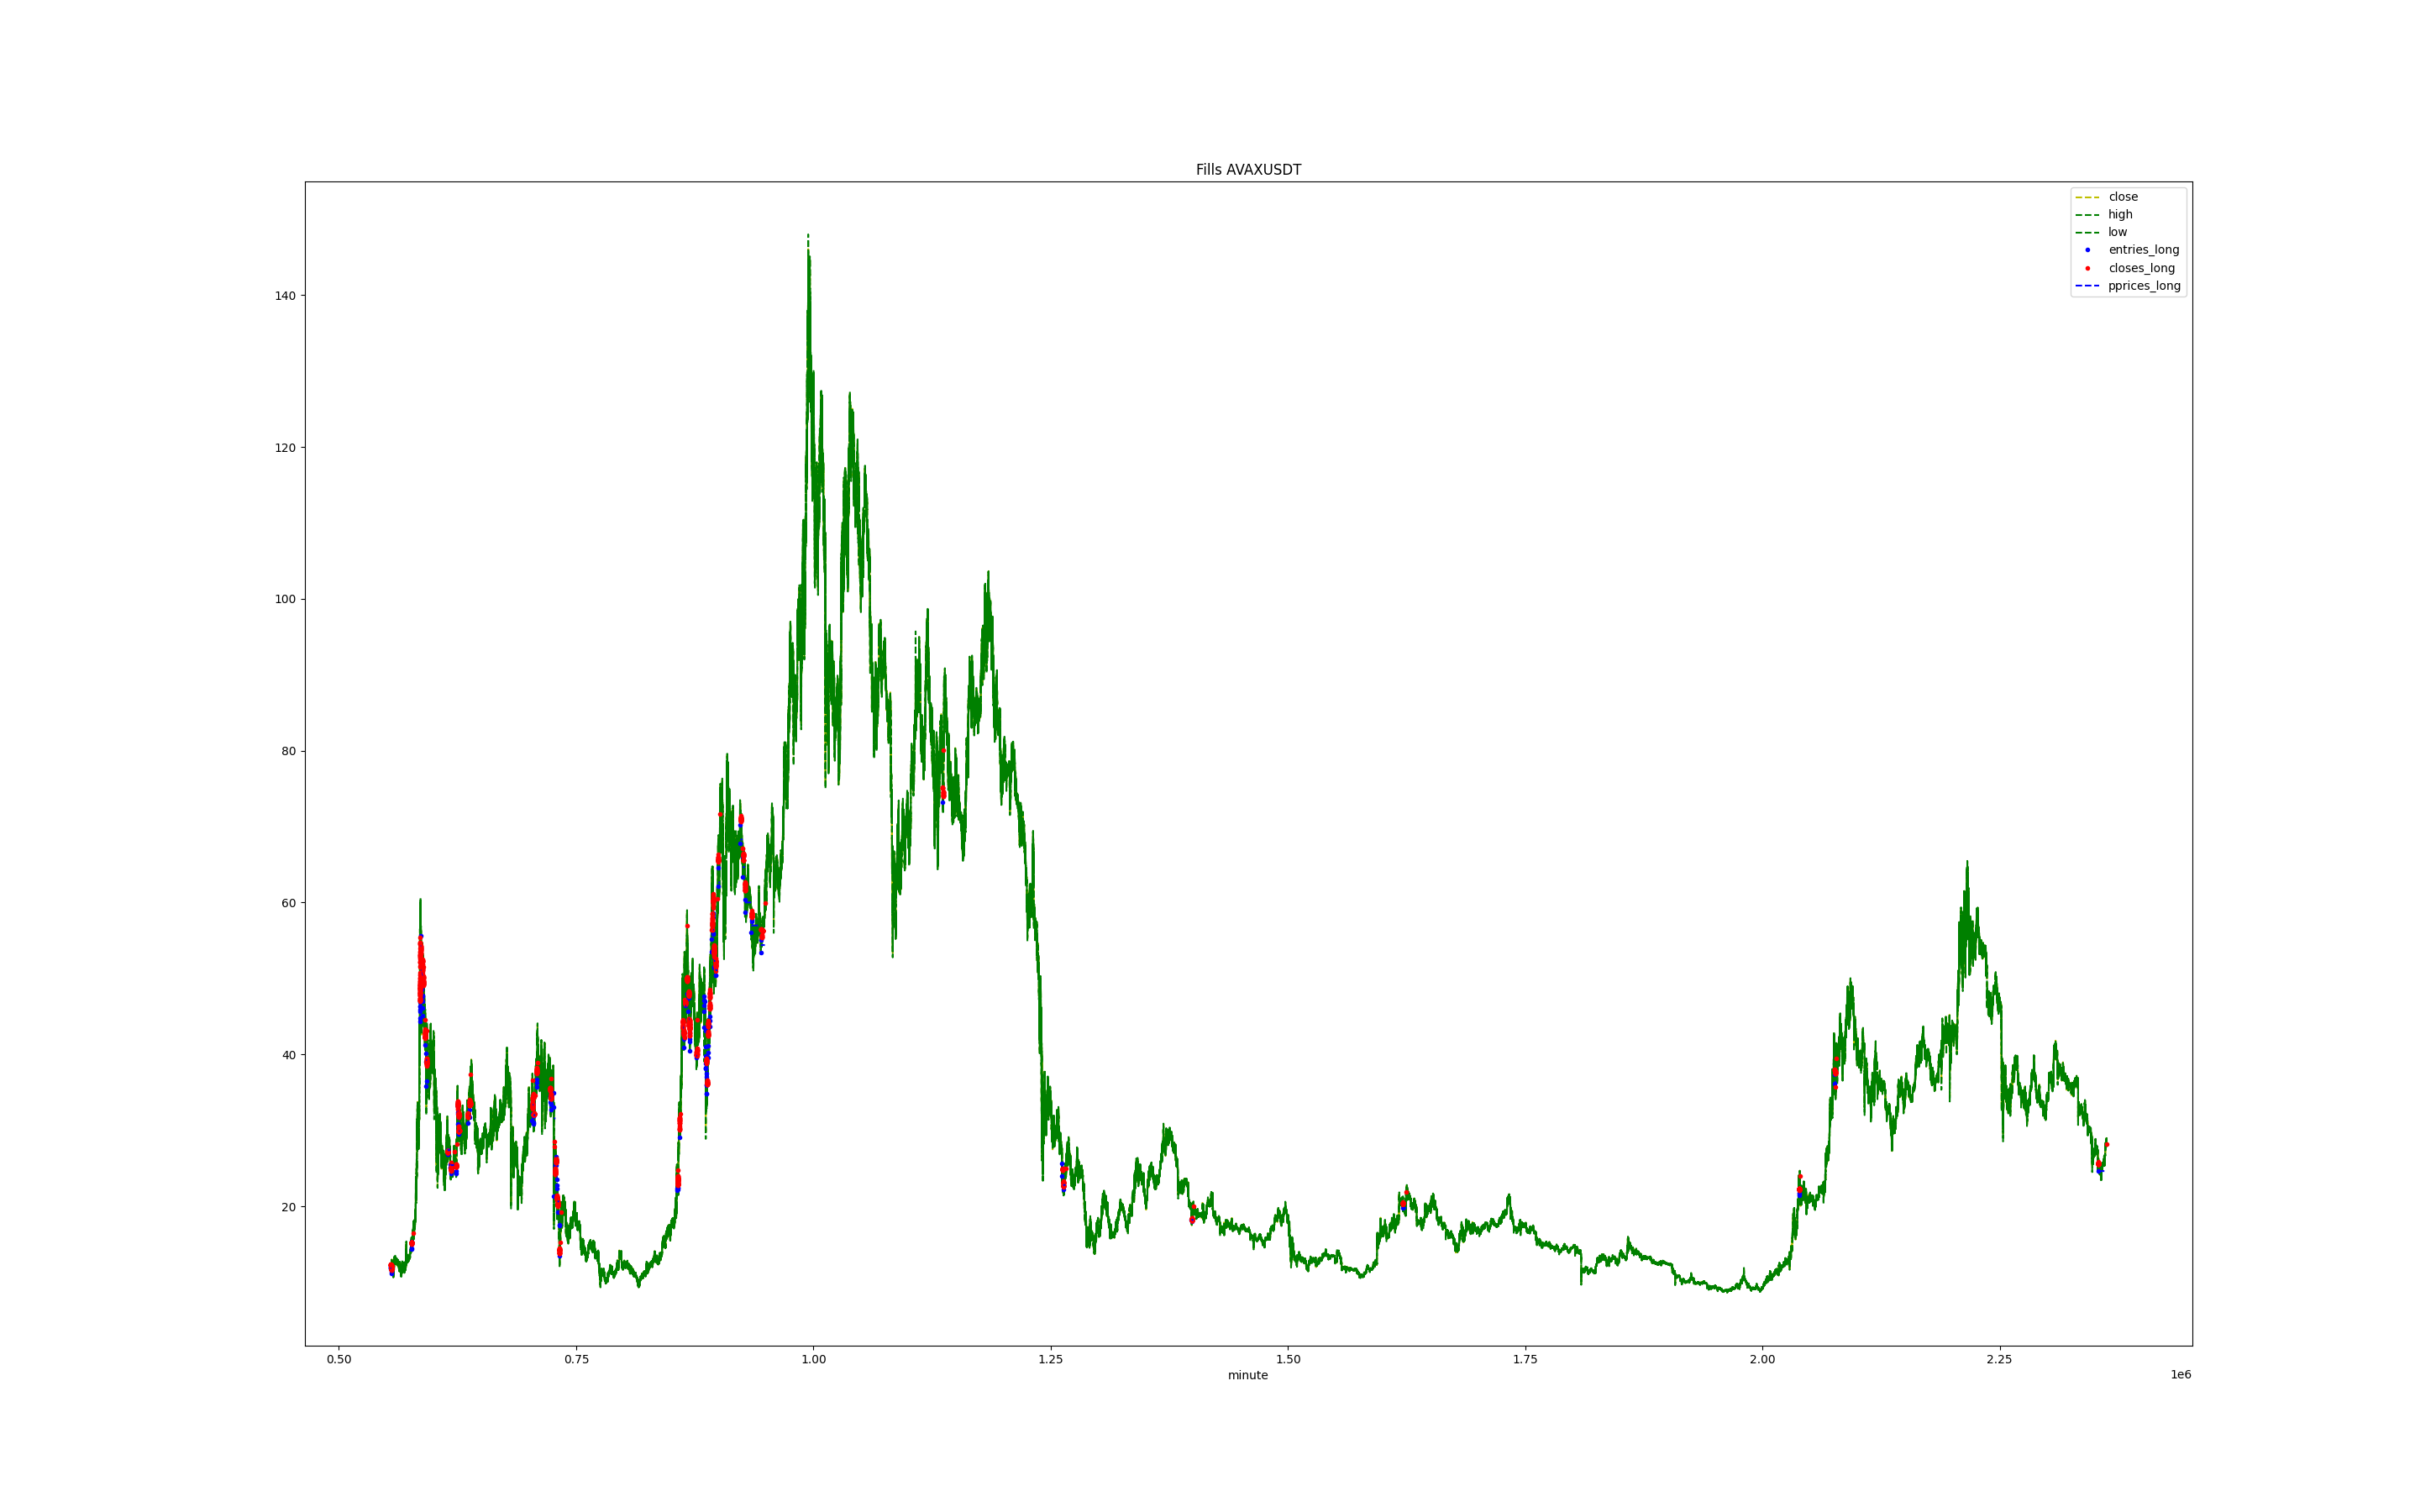 Fills AVAXUSDT
close
high
low
entries_long
closes_long
pprices_long
140
120
100
80
60
40
20
0.50 0.75 1.00 1.25 1.50 1.75 2.00 2.25
minute 1e6